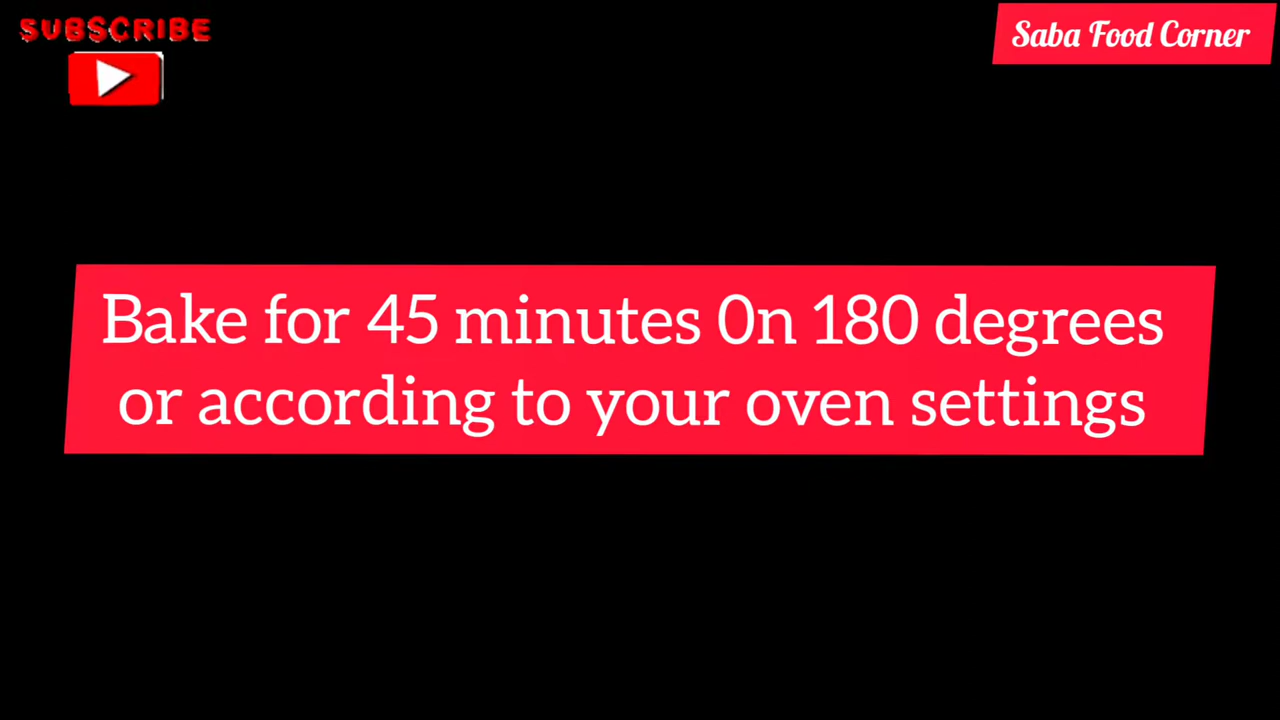 SUBSCRIBE
Saba Food Corner
Bake for 45 minutes 0n 180 degrees
or according to your oven settings